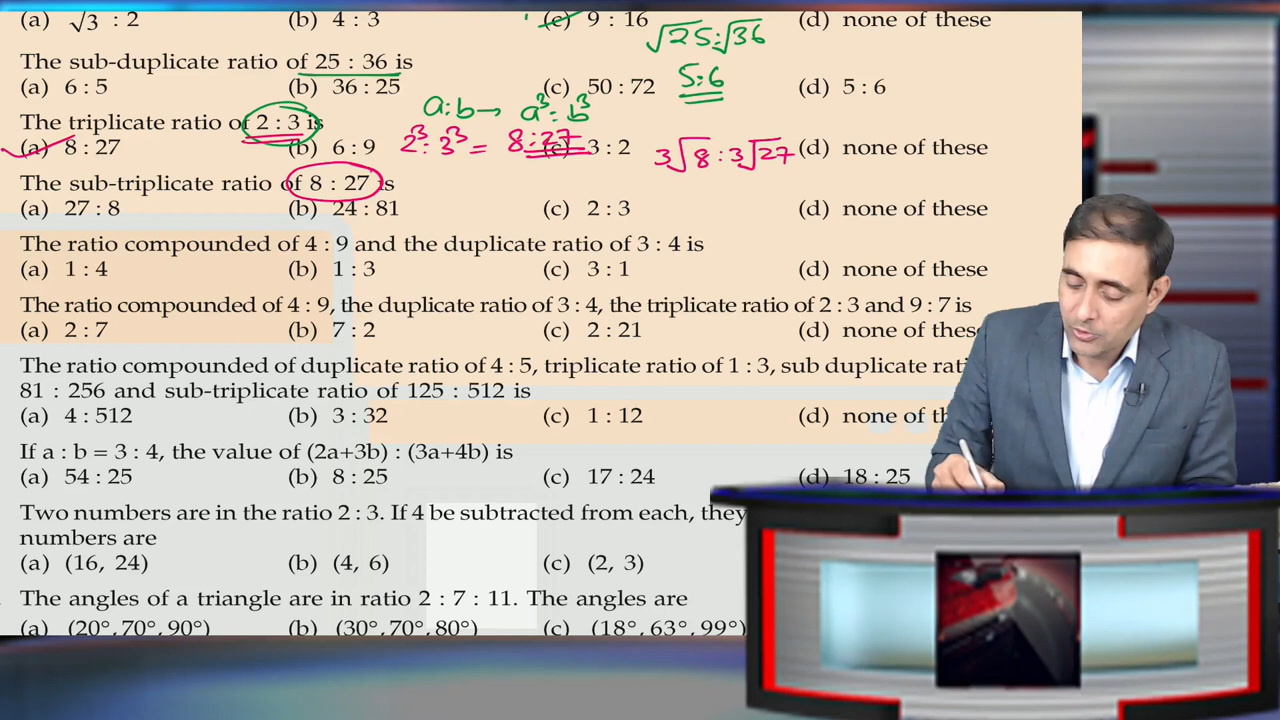 (a) √3 : 2 (b) 4 : 3 (c) 9 : 16 (d) none of these
√25:√36
The sub-duplicate ratio of 25 : 36 is
5:6
(a) 6 : 5 (b) 36 : 25 (c) 50 : 72 (d) 5 : 6
a:b→ a³:b³
The triplicate ratio of 2 : 3 is
2³:3³= 8:27
(a) 8 : 27 (b) 6 : 9 (c) 3 : 2 (d) none of these
3√8:3√27
The sub-triplicate ratio of 8 : 27 is
(a) 27 : 8 (b) 24 : 81 (c) 2 : 3 (d) none of these
The ratio compounded of 4 : 9 and the duplicate ratio of 3 : 4 is
(a) 1 : 4 (b) 1 : 3 (c) 3 : 1 (d) none of these
The ratio compounded of 4 : 9, the duplicate ratio of 3 : 4, the triplicate ratio of 2 : 3 and 9 : 7 is
(a) 2 : 7 (b) 7 : 2 (c) 2 : 21 (d) none of thes
The ratio compounded of duplicate ratio of 4 : 5, triplicate ratio of 1 : 3, sub duplicate rati
81 : 256 and sub-triplicate ratio of 125 : 512 is
(a) 4 : 512 (b) 3 : 32 (c) 1 : 12 (d) none of th
If a : b = 3 : 4, the value of (2a+3b) : (3a+4b) is
(a) 54 : 25 (b) 8 : 25 (c) 17 : 24 (d) 18 : 25
Two numbers are in the ratio 2 : 3. If 4 be subtracted from each, they
numbers are
(a) (16, 24) (b) (4, 6) (c) (2, 3)
The angles of a triangle are in ratio 2 : 7 : 11. The angles are
(a) (20°, 70°, 90°) (b) (30°, 70°, 80°) (c) (18°, 63°, 99°)